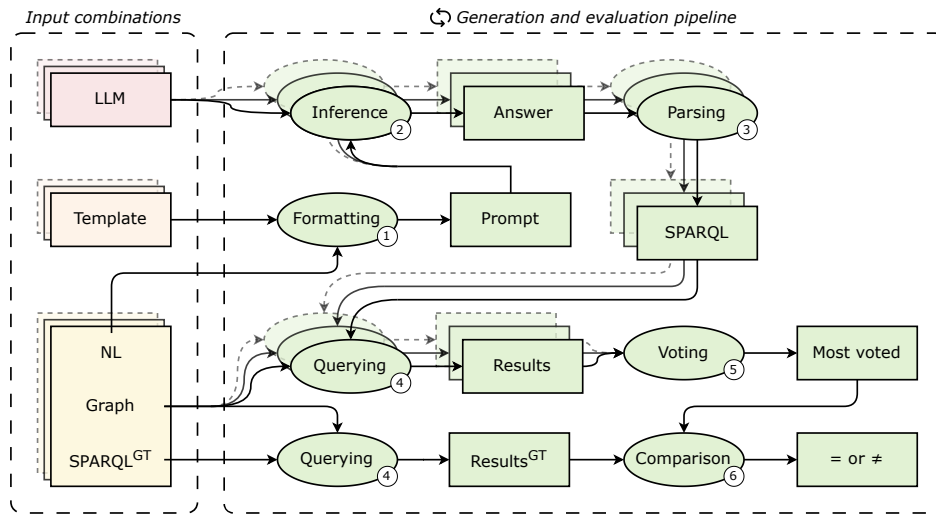 Input combinations
Generation and evaluation pipeline
LLM
Inference
2
Answer
Parsing
3
Template
Formatting
1
Prompt
SPARQL
NL
Graph
SPARQL^GT
Querying
4
Results
Voting
5
Most voted
Querying
4
Results^GT
Comparison
6
= or ≠